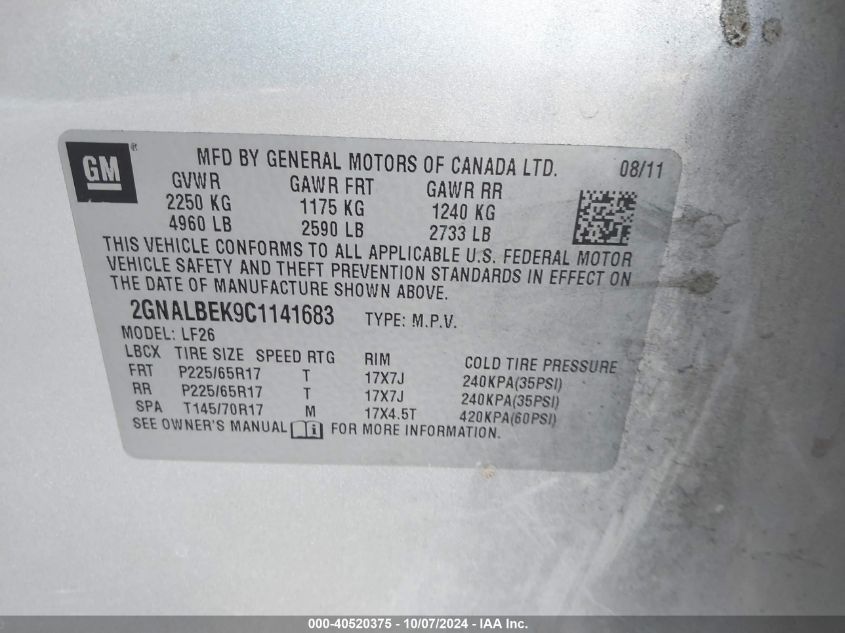 GM ® MFD BY GENERAL MOTORS OF CANADA LTD. 08/11
GVWR GAWR FRT GAWR RR
2250 KG 1175 KG 1240 KG
4960 LB 2590 LB 2733 LB
THIS VEHICLE CONFORMS TO ALL APPLICABLE U.S. FEDERAL MOTOR
VEHICLE SAFETY AND THEFT PREVENTION STANDARDS IN EFFECT ON
THE DATE OF MANUFACTURE SHOWN ABOVE.
2GNALBEK9C1141683 TYPE: M.P.V.
MODEL: LF26
LBCX TIRE SIZE SPEED RTG RIM COLD TIRE PRESSURE
FRT P225/65R17 T 17X7J 240KPA(35PSI)
RR P225/65R17 T 17X7J 240KPA(35PSI)
SPA T145/70R17 M 17X4.5T 420KPA(60PSI)
SEE OWNER'S MANUAL i FOR MORE INFORMATION.
000-40520375 - 10/07/2024 - IAA Inc.